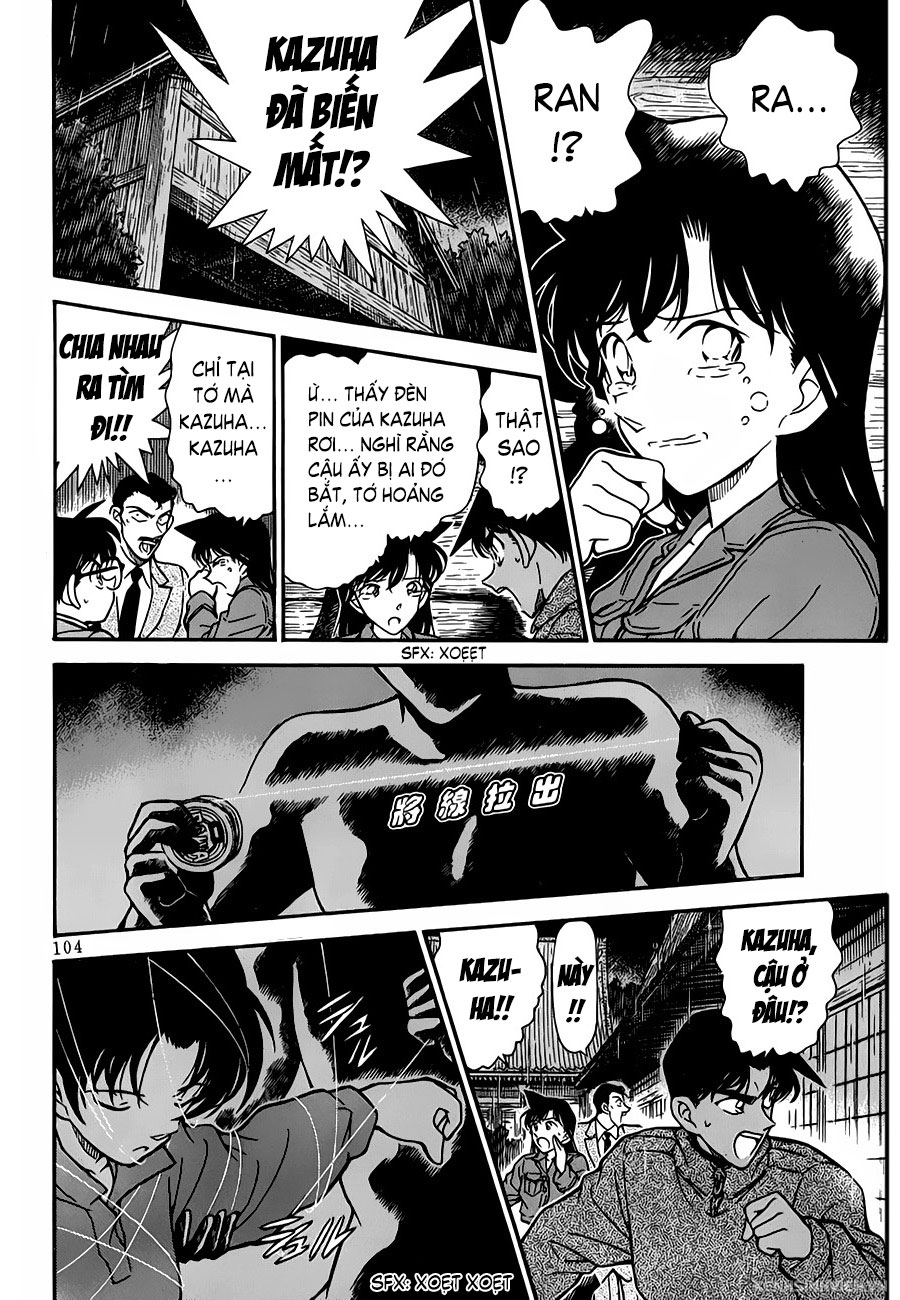 RA...
RAN
!?
KAZUHA
ĐÃ BIẾN
MẤT!?
THẬT
SAO
!?
Ừ... THẤY ĐÈN
PIN CỦA KAZUHA
RƠI... NGHĨ RẰNG
CẬU ẤY BỊ AI ĐÓ
BẮT, TỚ HOẢNG
LẮM...
CHỈ TẠI
TỚ MÀ
KAZUHA...
KAZUHA
...
CHIA NHAU
RA TÌM
ĐI!!
SFX: XOẸẸT
將線拉出
104
KAZUHA,
CẬU Ở
ĐÂU!?
NÀY
!!
KAZU-
HA!!
SFX: XOẸT XOẸT